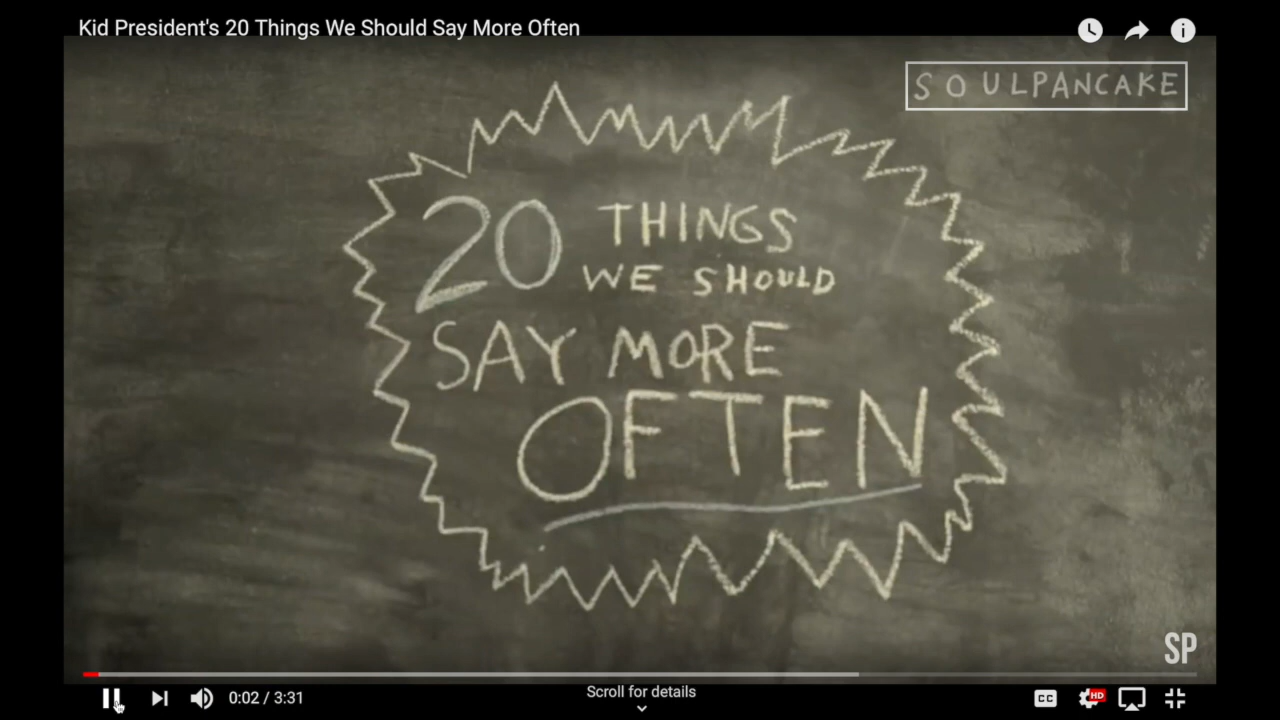 Kid President's 20 Things We Should Say More Often
SOULPANCAKE
20 THINGS
WE SHOULD
SAY MORE
OFTEN
SP
0:02 / 3:31
Scroll for details
CC
HD